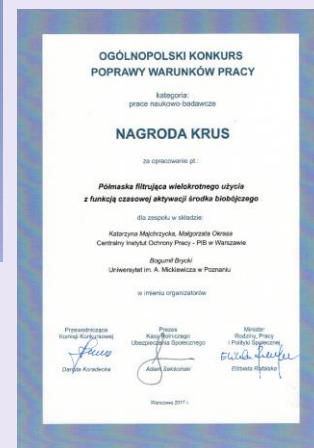 OGÓLNOPOLSKI KONKURS
POPRAWY WARUNKÓW PRACY
kategoria:
prace naukowo-badawcze
NAGRODA KRUS
za opracowanie pt.:
Półmaska filtrująca wielokrotnego użycia
z funkcją czasowej aktywacji środka biobójczego
dla zespołu w składzie:
Katarzyna Majchrzycka, Małgorzata Okrasa
Centralny Instytut Ochrony Pracy - PIB w Warszawie
Bogumił Brycki
Uniwersytet im. A. Mickiewicza w Poznaniu
w imieniu organizatorów
Przewodnicząca
Komisji Konkursowej
Danuta Koradecka
Prezes
Kasy Rolniczego
Ubezpieczenia Społecznego
Adam
Minister
Rodziny, Pracy
i Polityki Społecznej
Elżbieta Rafalska
Warszawa 2017 r.